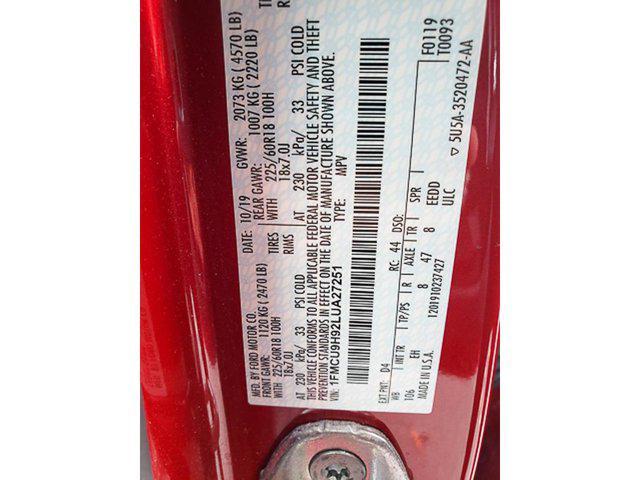 MFD. BY FORD MOTOR CO.
DATE: 10/19 GVWR: 2073 KG ( 4570 LB)
FRONT GAWR: 1120 KG (2470 LB) REAR GAWR: 1007 KG ( 2220 LB)
WITH 225/60R18 100H TIRES WITH 225/60R18 100H
18x7.0J RIMS 18x7.0J
AT 230 kPa/ 33 PSI COLD AT 230 kPa/ 33 PSI COLD
THIS VEHICLE CONFORMS TO ALL APPLICABLE FEDERAL MOTOR VEHICLE SAFETY AND THEFT
PREVENTION STANDARDS IN EFFECT ON THE DATE OF MANUFACTURE SHOWN ABOVE.
VIN: 1FMCU9H92LUA27251 TYPE: MPV
F0119
T0093
EXT PNT: D4 RC: 44 DSO:
WB INT TR TP/PS R AXLE TR SPR
106 EH 8 47 8 EEDD
MADE IN U.S.A. 1201910237427 ULC
▽ 5U5A-3520472-AA